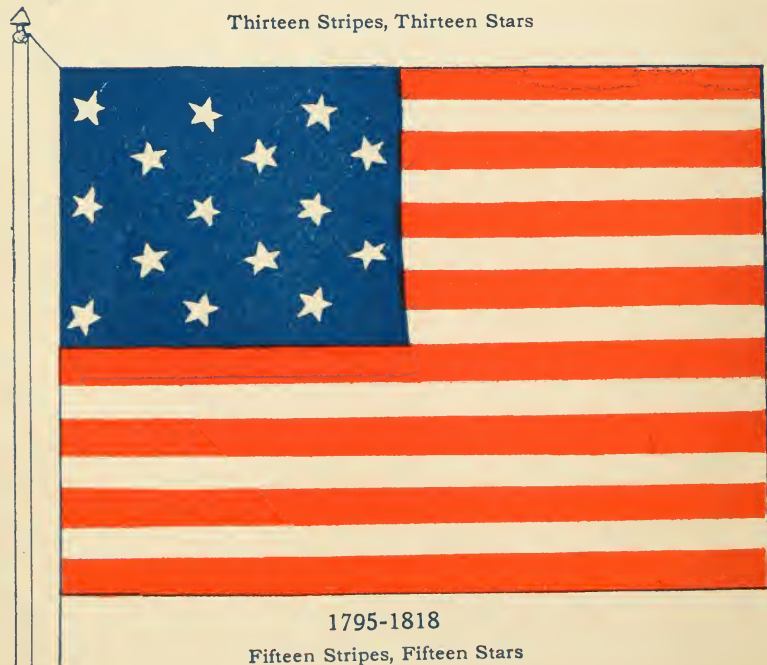 Thirteen Stripes, Thirteen Stars
1795-1818
Fifteen Stripes, Fifteen Stars